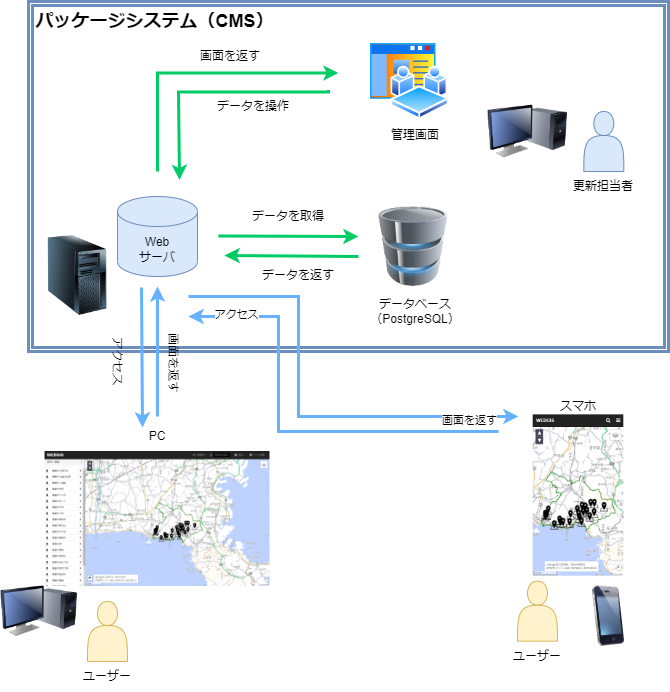 パッケージシステム（CMS）
画面を返す
データを操作
管理画面
更新担当者
Web
サーバ
データを取得
データを返す
データベース
（PostgreSQL）
アクセス
アクセス
画面を返す
画面を返す
PC
スマホ
WEBGIS
WEBGIS
ユーザー
ユーザー